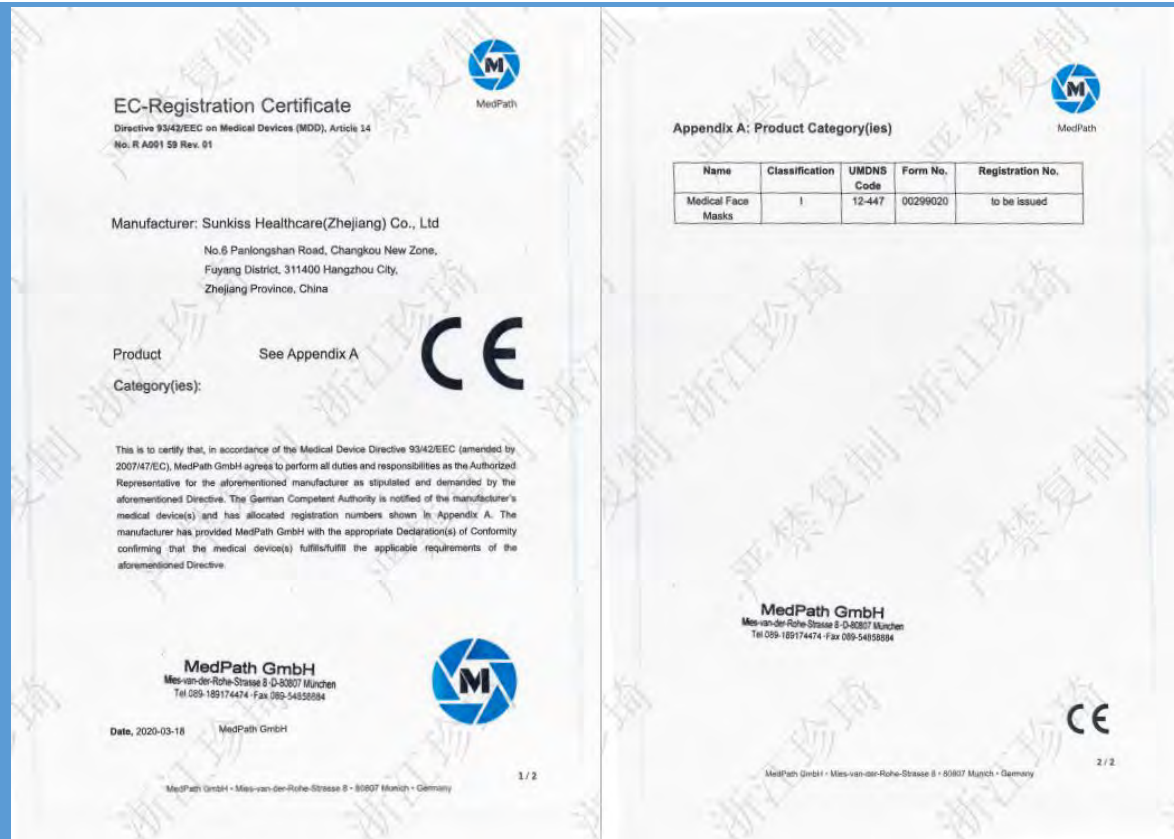 M
MedPath
EC-Registration Certificate
Directive 93/42/EEC on Medical Devices (MDD), Article 14
No. R A001 59 Rev. 01
Manufacturer: Sunkiss Healthcare(Zhejiang) Co., Ltd
No.6 Panlongshan Road, Changkou New Zone,
Fuyang District, 311400 Hangzhou City,
Zhejiang Province, China
CE
Product See Appendix A
Category(ies):
This is to certify that, in accordance of the Medical Device Directive 93/42/EEC (amended by
2007/47/EC), MedPath GmbH agrees to perform all duties and responsibilities as the Authorized
Representative for the aforementioned manufacturer as stipulated and demanded by the
aforementioned Directive. The German Competent Authority is notified of the manufacturer's
medical device(s) and has allocated registration numbers shown in Appendix A. The
manufacturer has provided MedPath GmbH with the appropriate Declaration(s) of Conformity
confirming that the medical device(s) fulfills/fulfill the applicable requirements of the
aforementioned Directive.
MedPath GmbH
Mies-van-der-Rohe-Strasse 8 -D-80807 München
Tel 089-189174474 -Fax 089-54858884
M
Date, 2020-03-18 MedPath GmbH
1 / 2
MedPath GmbH • Mies-van-der-Rohe-Strasse 8 • 80807 Munich • Germany
M
MedPath
Appendix A: Product Category(ies)
Name Classification UMDNS Code Form No. Registration No.
Medical Face Masks I 12-447 00299020 to be issued
MedPath GmbH
Mies-van-der-Rohe-Strasse 8 -D-80807 München
Tel 089-189174474 -Fax 089-54858884
CE
2 / 2
MedPath GmbH • Mies-van-der-Rohe-Strasse 8 • 80807 Munich • Germany
浙江珍琦 严禁复制